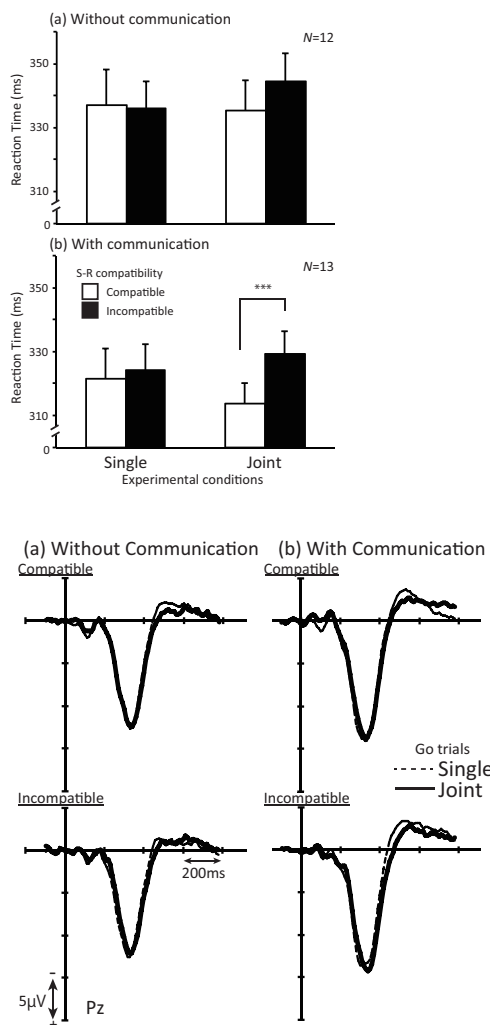 (a) Without communication
N=12
Reaction Time (ms)
350
330
310
0
(b) With communication
N=13
Reaction Time (ms)
350
330
310
0
S-R compatibility
Compatible
Incompatible
***
Single
Joint
Experimental conditions
(a) Without Communication
(b) With Communication
Compatible
Compatible
Go trials
Single
Joint
Incompatible
Incompatible
200ms
5µV
-
+
Pz